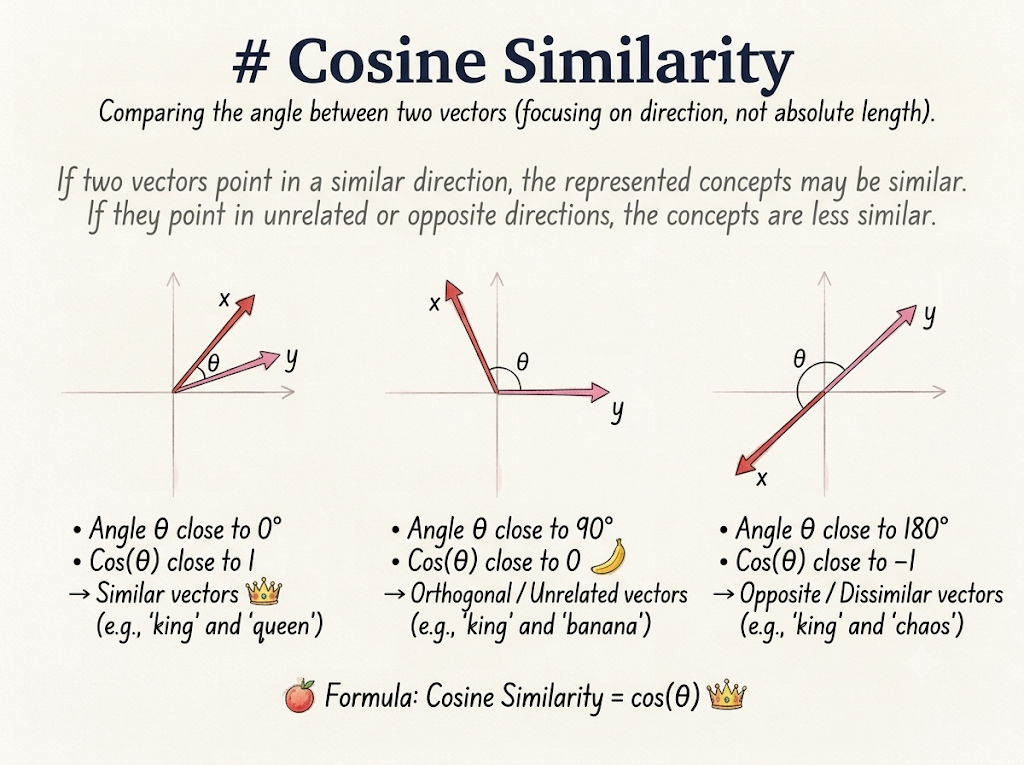 # Cosine Similarity
Comparing the angle between two vectors (focusing on direction, not absolute length).
If two vectors point in a similar direction, the represented concepts may be similar.
If they point in unrelated or opposite directions, the concepts are less similar.
x
θ
y
x
θ
y
θ
y
x
• Angle θ close to 0°
• Cos(θ) close to 1
→ Similar vectors 👑
(e.g., 'king' and 'queen')
• Angle θ close to 90°
• Cos(θ) close to 0 🍌
→ Orthogonal / Unrelated vectors
(e.g., 'king' and 'banana')
• Angle θ close to 180°
• Cos(θ) close to −1
→ Opposite / Dissimilar vectors
(e.g., 'king' and 'chaos')
🍎 Formula: Cosine Similarity = cos(θ) 👑